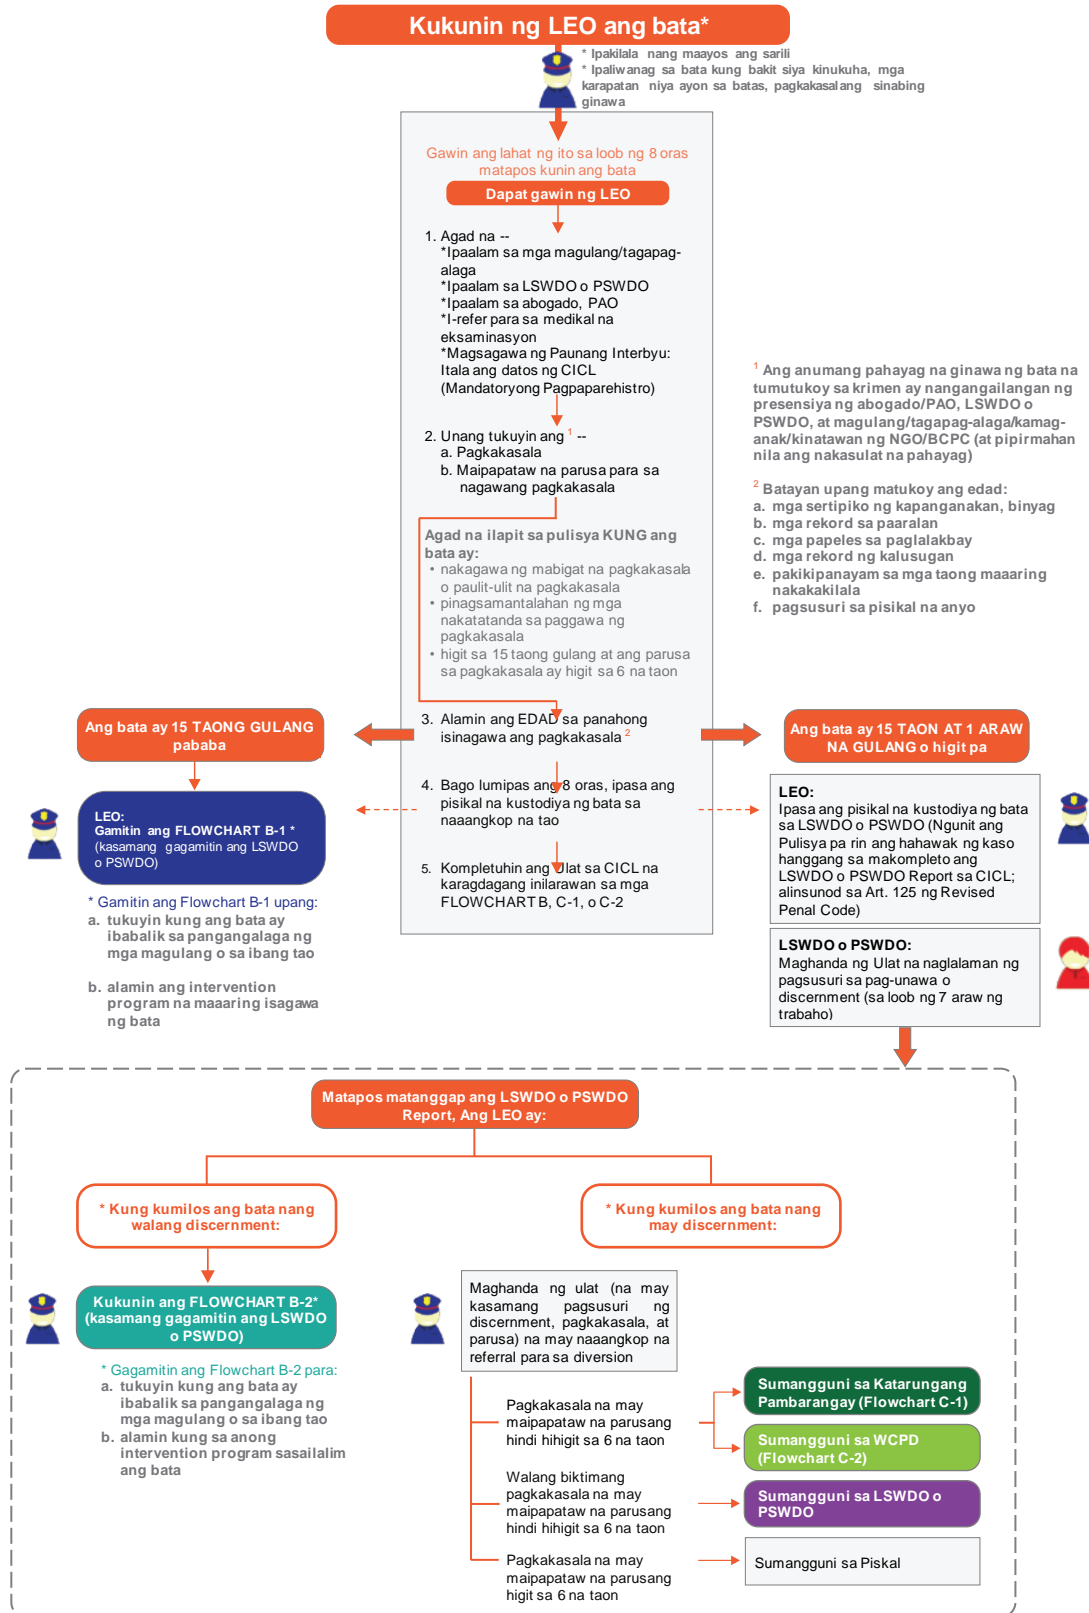 Kukunin ng LEO ang bata*
* Ipakilala nang maayos ang sarili
* Ipaliwanag sa bata kung bakit siya kinukuha, mga
karapatan niya ayon sa batas, pagkakasalang sinabing
ginawa
Gawin ang lahat ng ito sa loob ng 8 oras
matapos kunin ang bata
Dapat gawin ng LEO
1. Agad na --
*Ipaalam sa mga magulang/tagapag-
alaga
*Ipaalam sa LSWDO o PSWDO
*Ipaalam sa abogado, PAO
*I-refer para sa medikal na
eksaminasyon
*Magsagawa ng Paunang Interbyu:
Itala ang datos ng CICL
(Mandatoryong Pagpaparehistro)
2. Unang tukuyin ang 1 --
a. Pagkakasala
b. Maipapataw na parusa para sa
nagawang pagkakasala
Agad na ilapit sa pulisya KUNG ang
bata ay:
• nakagawa ng mabigat na pagkakasala
o paulit-ulit na pagkakasala
• pinagsamantalahan ng mga
nakatatanda sa paggawa ng
pagkakasala
• higit sa 15 taong gulang at ang parusa
sa pagkakasala ay higit sa 6 na taon
3. Alamin ang EDAD sa panahong
isinagawa ang pagkakasala 2
4. Bago lumipas ang 8 oras, ipasa ang
pisikal na kustodiya ng bata sa
naaangkop na tao
5. Kompletuhin ang Ulat sa CICL na
karagdagang inilarawan sa mga
FLOWCHART B, C-1, o C-2
1 Ang anumang pahayag na ginawa ng bata na
tumutukoy sa krimen ay nangangailangan ng
presensiya ng abogado/PAO, LSWDO o
PSWDO, at magulang/tagapag-alaga/kamag-
anak/kinatawan ng NGO/BCPC (at pipirmahan
nila ang nakasulat na pahayag)
2 Batayan upang matukoy ang edad:
a. mga sertipiko ng kapanganakan, binyag
b. mga rekord sa paaralan
c. mga papeles sa paglalakbay
d. mga rekord ng kalusugan
e. pakikipanayam sa mga taong maaaring
nakakakilala
f. pagsusuri sa pisikal na anyo
Ang bata ay 15 TAONG GULANG
pababa
LEO:
Gamitin ang FLOWCHART B-1 *
(kasamang gagamitin ang LSWDO
o PSWDO)
* Gamitin ang Flowchart B-1 upang:
a. tukuyin kung ang bata ay
ibabalik sa pangangalaga ng
mga magulang o sa ibang tao
b. alamin ang intervention
program na maaaring isagawa
ng bata
Ang bata ay 15 TAON AT 1 ARAW
NA GULANG o higit pa
LEO:
Ipasa ang pisikal na kustodiya ng bata
sa LSWDO o PSWDO (Ngunit ang
Pulisya pa rin ang hahawak ng kaso
hanggang sa makompleto ang
LSWDO o PSWDO Report sa CICL;
alinsunod sa Art. 125 ng Revised
Penal Code)
LSWDO o PSWDO:
Maghanda ng Ulat na naglalaman ng
pagsusuri sa pag-unawa o
discernment (sa loob ng 7 araw ng
trabaho)
Matapos matanggap ang LSWDO o PSWDO
Report, Ang LEO ay:
* Kung kumilos ang bata nang
walang discernment:
Kukunin ang FLOWCHART B-2*
(kasamang gagamitin ang LSWDO
o PSWDO)
* Gagamitin ang Flowchart B-2 para:
a. tukuyin kung ang bata ay
ibabalik sa pangangalaga ng
mga magulang o sa ibang tao
b. alamin kung sa anong
intervention program sasailalim
ang bata
* Kung kumilos ang bata nang
may discernment:
Maghanda ng ulat (na may
kasamang pagsusuri ng
discernment, pagkakasala, at
parusa) na may naaangkop na
referral para sa diversion
Pagkakasala na may
maipapataw na parusang
hindi hihigit sa 6 na taon
Sumangguni sa Katarungang
Pambarangay (Flowchart C-1)
Sumangguni sa WCPD
(Flowchart C-2)
Walang biktimang
pagkakasala na may
maipapataw na parusang
hindi hihigit sa 6 na taon
Sumangguni sa LSWDO o
PSWDO
Pagkakasala na may
maipapataw na parusang
higit sa 6 na taon
Sumangguni sa Piskal